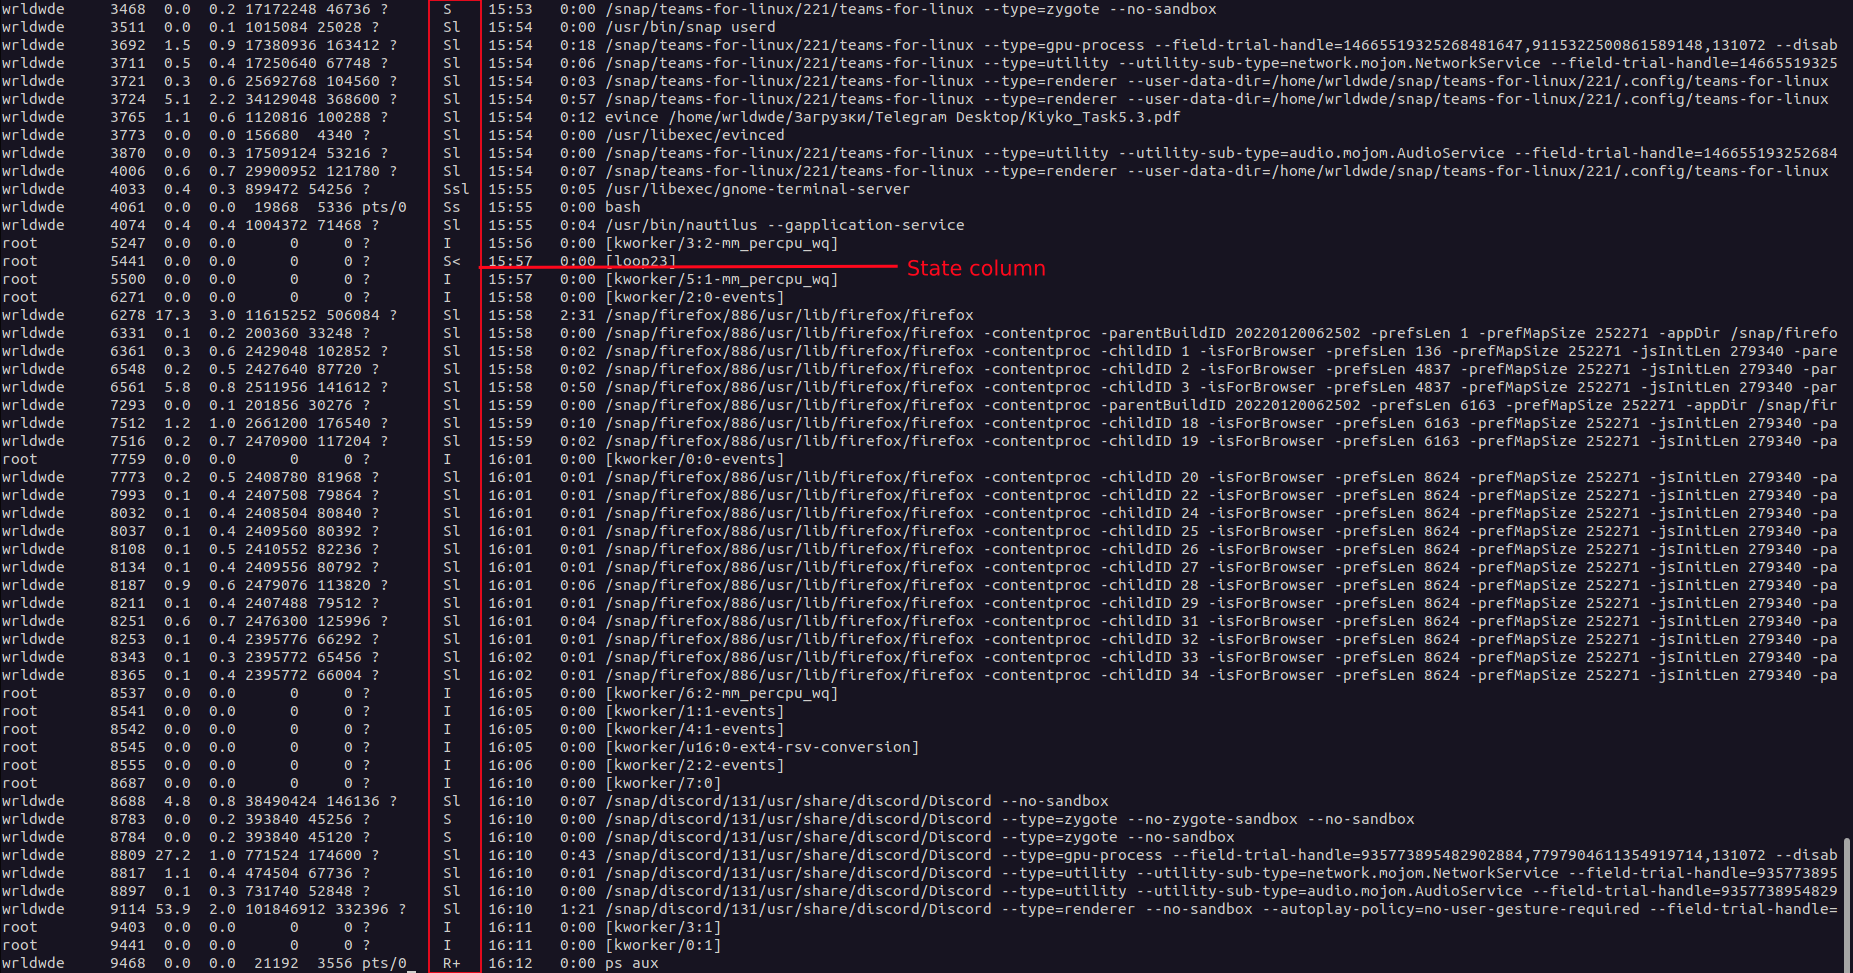 wrldwde 3468 0.0 0.2 17172248 46736 ? S 15:53 0:00 /snap/teams-for-linux/221/teams-for-linux --type=zygote --no-sandbox
wrldwde 3511 0.0 0.1 1015084 25028 ? Sl 15:54 0:00 /usr/bin/snap userd
wrldwde 3692 1.5 0.9 17380936 163412 ? Sl 15:54 0:18 /snap/teams-for-linux/221/teams-for-linux --type=gpu-process --field-trial-handle=14665519325268481647,9115322500861589148,131072 --disab
wrldwde 3711 0.5 0.4 17250640 67748 ? Sl 15:54 0:06 /snap/teams-for-linux/221/teams-for-linux --type=utility --utility-sub-type=network.mojom.NetworkService --field-trial-handle=14665519325
wrldwde 3721 0.3 0.6 25692768 104560 ? Sl 15:54 0:03 /snap/teams-for-linux/221/teams-for-linux --type=renderer --user-data-dir=/home/wrldwde/snap/teams-for-linux/221/.config/teams-for-linux
wrldwde 3724 5.1 2.2 34129048 368600 ? Sl 15:54 0:57 /snap/teams-for-linux/221/teams-for-linux --type=renderer --user-data-dir=/home/wrldwde/snap/teams-for-linux/221/.config/teams-for-linux
wrldwde 3765 1.1 0.6 1120816 100288 ? Sl 15:54 0:12 evince /home/wrldwde/Загрузки/Telegram Desktop/Kiyko_Task5.3.pdf
wrldwde 3773 0.0 0.0 156680 4340 ? Sl 15:54 0:00 /usr/libexec/evinced
wrldwde 3870 0.0 0.3 17509124 53216 ? Sl 15:54 0:00 /snap/teams-for-linux/221/teams-for-linux --type=utility --utility-sub-type=audio.mojom.AudioService --field-trial-handle=146655193252684
wrldwde 4006 0.6 0.7 29900952 121780 ? Sl 15:54 0:07 /snap/teams-for-linux/221/teams-for-linux --type=renderer --user-data-dir=/home/wrldwde/snap/teams-for-linux/221/.config/teams-for-linux
wrldwde 4033 0.4 0.3 899472 54256 ? Ssl 15:55 0:05 /usr/libexec/gnome-terminal-server
wrldwde 4061 0.0 0.0 19868 5336 pts/0 Ss 15:55 0:00 bash
wrldwde 4074 0.4 0.4 1004372 71468 ? Sl 15:55 0:04 /usr/bin/nautilus --gapplication-service
root 5247 0.0 0.0 0 0 ? I 15:56 0:00 [kworker/3:2-mm_percpu_wq]
root 5441 0.0 0.0 0 0 ? S< 15:57 0:00 [loop23]
State column
root 5500 0.0 0.0 0 0 ? I 15:57 0:00 [kworker/5:1-mm_percpu_wq]
root 6271 0.0 0.0 0 0 ? I 15:58 0:00 [kworker/2:0-events]
wrldwde 6278 17.3 3.0 11615252 506084 ? Sl 15:58 2:31 /snap/firefox/886/usr/lib/firefox/firefox
wrldwde 6331 0.1 0.2 200360 33248 ? Sl 15:58 0:00 /snap/firefox/886/usr/lib/firefox/firefox -contentproc -parentBuildID 20220120062502 -prefsLen 1 -prefMapSize 252271 -appDir /snap/firefo
wrldwde 6361 0.3 0.6 2429048 102852 ? Sl 15:58 0:02 /snap/firefox/886/usr/lib/firefox/firefox -contentproc -childID 1 -isForBrowser -prefsLen 136 -prefMapSize 252271 -jsInitLen 279340 -pare
wrldwde 6548 0.2 0.5 2427640 87720 ? Sl 15:58 0:02 /snap/firefox/886/usr/lib/firefox/firefox -contentproc -childID 2 -isForBrowser -prefsLen 4837 -prefMapSize 252271 -jsInitLen 279340 -par
wrldwde 6561 5.8 0.8 2511956 141612 ? Sl 15:58 0:50 /snap/firefox/886/usr/lib/firefox/firefox -contentproc -childID 3 -isForBrowser -prefsLen 4837 -prefMapSize 252271 -jsInitLen 279340 -par
wrldwde 7293 0.0 0.1 201856 30276 ? Sl 15:59 0:00 /snap/firefox/886/usr/lib/firefox/firefox -contentproc -parentBuildID 20220120062502 -prefsLen 6163 -prefMapSize 252271 -appDir /snap/fir
wrldwde 7512 1.2 1.0 2661200 176540 ? Sl 15:59 0:10 /snap/firefox/886/usr/lib/firefox/firefox -contentproc -childID 18 -isForBrowser -prefsLen 6163 -prefMapSize 252271 -jsInitLen 279340 -pa
wrldwde 7516 0.2 0.7 2470900 117204 ? Sl 15:59 0:02 /snap/firefox/886/usr/lib/firefox/firefox -contentproc -childID 19 -isForBrowser -prefsLen 6163 -prefMapSize 252271 -jsInitLen 279340 -pa
root 7759 0.0 0.0 0 0 ? I 16:01 0:00 [kworker/0:0-events]
wrldwde 7773 0.2 0.5 2408780 81968 ? Sl 16:01 0:01 /snap/firefox/886/usr/lib/firefox/firefox -contentproc -childID 20 -isForBrowser -prefsLen 8624 -prefMapSize 252271 -jsInitLen 279340 -pa
wrldwde 7993 0.1 0.4 2407508 79864 ? Sl 16:01 0:01 /snap/firefox/886/usr/lib/firefox/firefox -contentproc -childID 22 -isForBrowser -prefsLen 8624 -prefMapSize 252271 -jsInitLen 279340 -pa
wrldwde 8032 0.1 0.4 2408504 80840 ? Sl 16:01 0:01 /snap/firefox/886/usr/lib/firefox/firefox -contentproc -childID 24 -isForBrowser -prefsLen 8624 -prefMapSize 252271 -jsInitLen 279340 -pa
wrldwde 8037 0.1 0.4 2409560 80392 ? Sl 16:01 0:01 /snap/firefox/886/usr/lib/firefox/firefox -contentproc -childID 25 -isForBrowser -prefsLen 8624 -prefMapSize 252271 -jsInitLen 279340 -pa
wrldwde 8108 0.1 0.5 2410552 82236 ? Sl 16:01 0:01 /snap/firefox/886/usr/lib/firefox/firefox -contentproc -childID 26 -isForBrowser -prefsLen 8624 -prefMapSize 252271 -jsInitLen 279340 -pa
wrldwde 8134 0.1 0.4 2409556 80792 ? Sl 16:01 0:01 /snap/firefox/886/usr/lib/firefox/firefox -contentproc -childID 27 -isForBrowser -prefsLen 8624 -prefMapSize 252271 -jsInitLen 279340 -pa
wrldwde 8187 0.9 0.6 2479076 113820 ? Sl 16:01 0:06 /snap/firefox/886/usr/lib/firefox/firefox -contentproc -childID 28 -isForBrowser -prefsLen 8624 -prefMapSize 252271 -jsInitLen 279340 -pa
wrldwde 8211 0.1 0.4 2407488 79512 ? Sl 16:01 0:01 /snap/firefox/886/usr/lib/firefox/firefox -contentproc -childID 29 -isForBrowser -prefsLen 8624 -prefMapSize 252271 -jsInitLen 279340 -pa
wrldwde 8251 0.6 0.7 2476300 125996 ? Sl 16:01 0:04 /snap/firefox/886/usr/lib/firefox/firefox -contentproc -childID 31 -isForBrowser -prefsLen 8624 -prefMapSize 252271 -jsInitLen 279340 -pa
wrldwde 8253 0.1 0.4 2395776 66292 ? Sl 16:01 0:01 /snap/firefox/886/usr/lib/firefox/firefox -contentproc -childID 32 -isForBrowser -prefsLen 8624 -prefMapSize 252271 -jsInitLen 279340 -pa
wrldwde 8343 0.1 0.3 2395772 65456 ? Sl 16:02 0:01 /snap/firefox/886/usr/lib/firefox/firefox -contentproc -childID 33 -isForBrowser -prefsLen 8624 -prefMapSize 252271 -jsInitLen 279340 -pa
wrldwde 8365 0.1 0.4 2395772 66004 ? Sl 16:02 0:01 /snap/firefox/886/usr/lib/firefox/firefox -contentproc -childID 34 -isForBrowser -prefsLen 8624 -prefMapSize 252271 -jsInitLen 279340 -pa
root 8537 0.0 0.0 0 0 ? I 16:05 0:00 [kworker/6:2-mm_percpu_wq]
root 8541 0.0 0.0 0 0 ? I 16:05 0:00 [kworker/1:1-events]
root 8542 0.0 0.0 0 0 ? I 16:05 0:00 [kworker/4:1-events]
root 8545 0.0 0.0 0 0 ? I 16:05 0:00 [kworker/u16:0-ext4-rsv-conversion]
root 8555 0.0 0.0 0 0 ? I 16:06 0:00 [kworker/2:2-events]
root 8687 0.0 0.0 0 0 ? I 16:10 0:00 [kworker/7:0]
wrldwde 8688 4.8 0.8 38490424 146136 ? Sl 16:10 0:07 /snap/discord/131/usr/share/discord/Discord --no-sandbox
wrldwde 8783 0.0 0.2 393840 45256 ? S 16:10 0:00 /snap/discord/131/usr/share/discord/Discord --type=zygote --no-zygote-sandbox --no-sandbox
wrldwde 8784 0.0 0.2 393840 45120 ? S 16:10 0:00 /snap/discord/131/usr/share/discord/Discord --type=zygote --no-sandbox
wrldwde 8809 27.2 1.0 771524 174600 ? Sl 16:10 0:43 /snap/discord/131/usr/share/discord/Discord --type=gpu-process --field-trial-handle=935773895482902884,7797904611354919714,131072 --disab
wrldwde 8817 1.1 0.4 474504 67736 ? Sl 16:10 0:01 /snap/discord/131/usr/share/discord/Discord --type=utility --utility-sub-type=network.mojom.NetworkService --field-trial-handle=935773895
wrldwde 8897 0.1 0.3 731740 52848 ? Sl 16:10 0:00 /snap/discord/131/usr/share/discord/Discord --type=utility --utility-sub-type=audio.mojom.AudioService --field-trial-handle=9357738954829
wrldwde 9114 53.9 2.0 101846912 332396 ? Sl 16:10 1:21 /snap/discord/131/usr/share/discord/Discord --type=renderer --no-sandbox --autoplay-policy=no-user-gesture-required --field-trial-handle=
root 9403 0.0 0.0 0 0 ? I 16:11 0:00 [kworker/3:1]
root 9441 0.0 0.0 0 0 ? I 16:11 0:00 [kworker/0:1]
wrldwde 9468 0.0 0.0 21192 3556 pts/0 R+ 16:12 0:00 ps aux